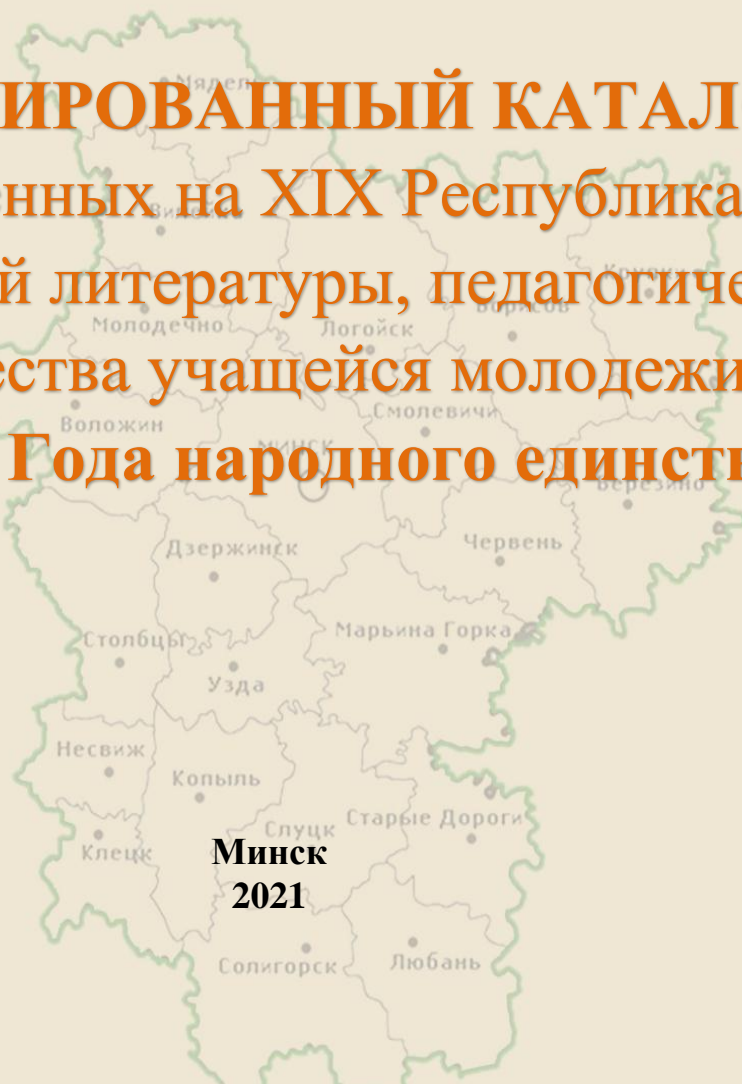 Мядель
ИРОВАННЫЙ КАТАЛ
енных на XIX Республика
Вилейка
й литературы, педагогиче
Крупки
Борисов
Молодечно
Логойск
ества учащейся молодежи
Смолевичи
Воложин
МИНСК
Года народного единств
Березино
Дзержинск
Червень
Столбцы
Марьина Горка
Узда
Несвиж
Копыль
Слуцк
Старые Дороги
Клецк
Минск
2021
Солигорск
Любань